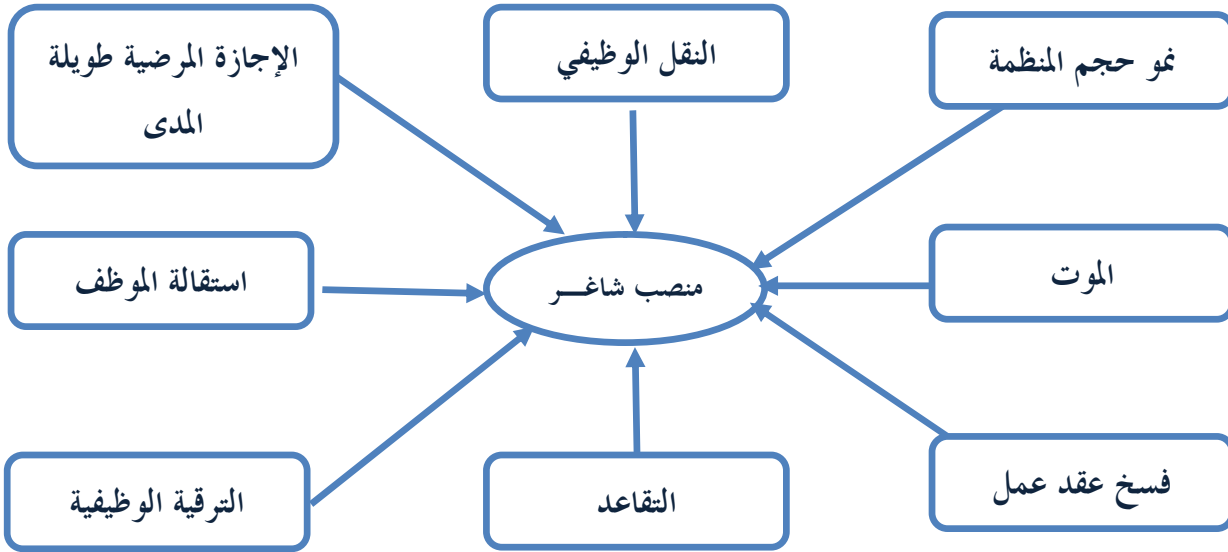 نمو حجم المنظمة
النقل الوظيفي
الإجازة المرضية طويلة
المدى
الموت
منصب شاغـــر
استقالة الموظف
فسخ عقد عمل
التقاعد
الترقية الوظيفية